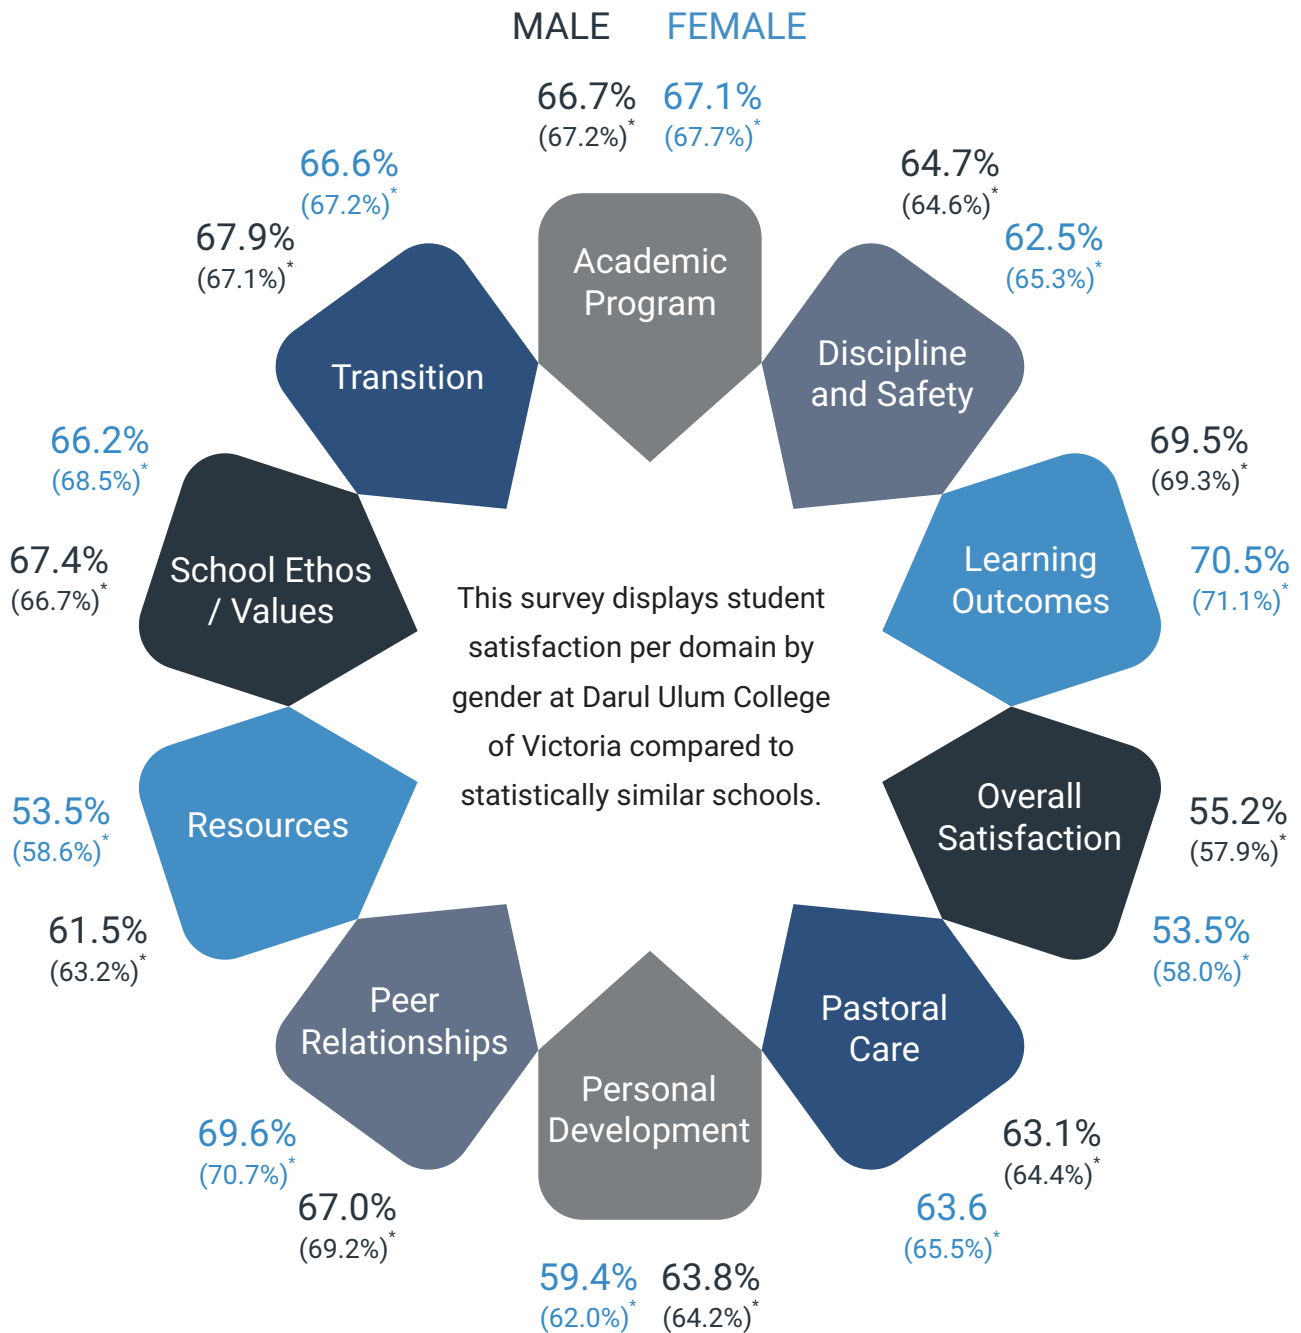 MALE FEMALE
66.7% 67.1%
(67.2%)* (67.7%)*
Academic
Program
64.7%
(64.6%)*
62.5%
(65.3%)*
Discipline
and Safety
69.5%
(69.3%)*
70.5%
(71.1%)*
Learning
Outcomes
55.2%
(57.9%)*
53.5%
(58.0%)*
Overall
Satisfaction
63.1%
(64.4%)*
63.6
(65.5%)*
Pastoral
Care
Personal
Development
59.4% 63.8%
(62.0%)* (64.2%)*
Peer
Relationships
69.6%
(70.7%)*
67.0%
(69.2%)*
Resources
53.5%
(58.6%)*
61.5%
(63.2%)*
School Ethos
/ Values
66.2%
(68.5%)*
67.4%
(66.7%)*
Transition
66.6%
(67.2%)*
67.9%
(67.1%)*
This survey displays student
satisfaction per domain by
gender at Darul Ulum College
of Victoria compared to
statistically similar schools.